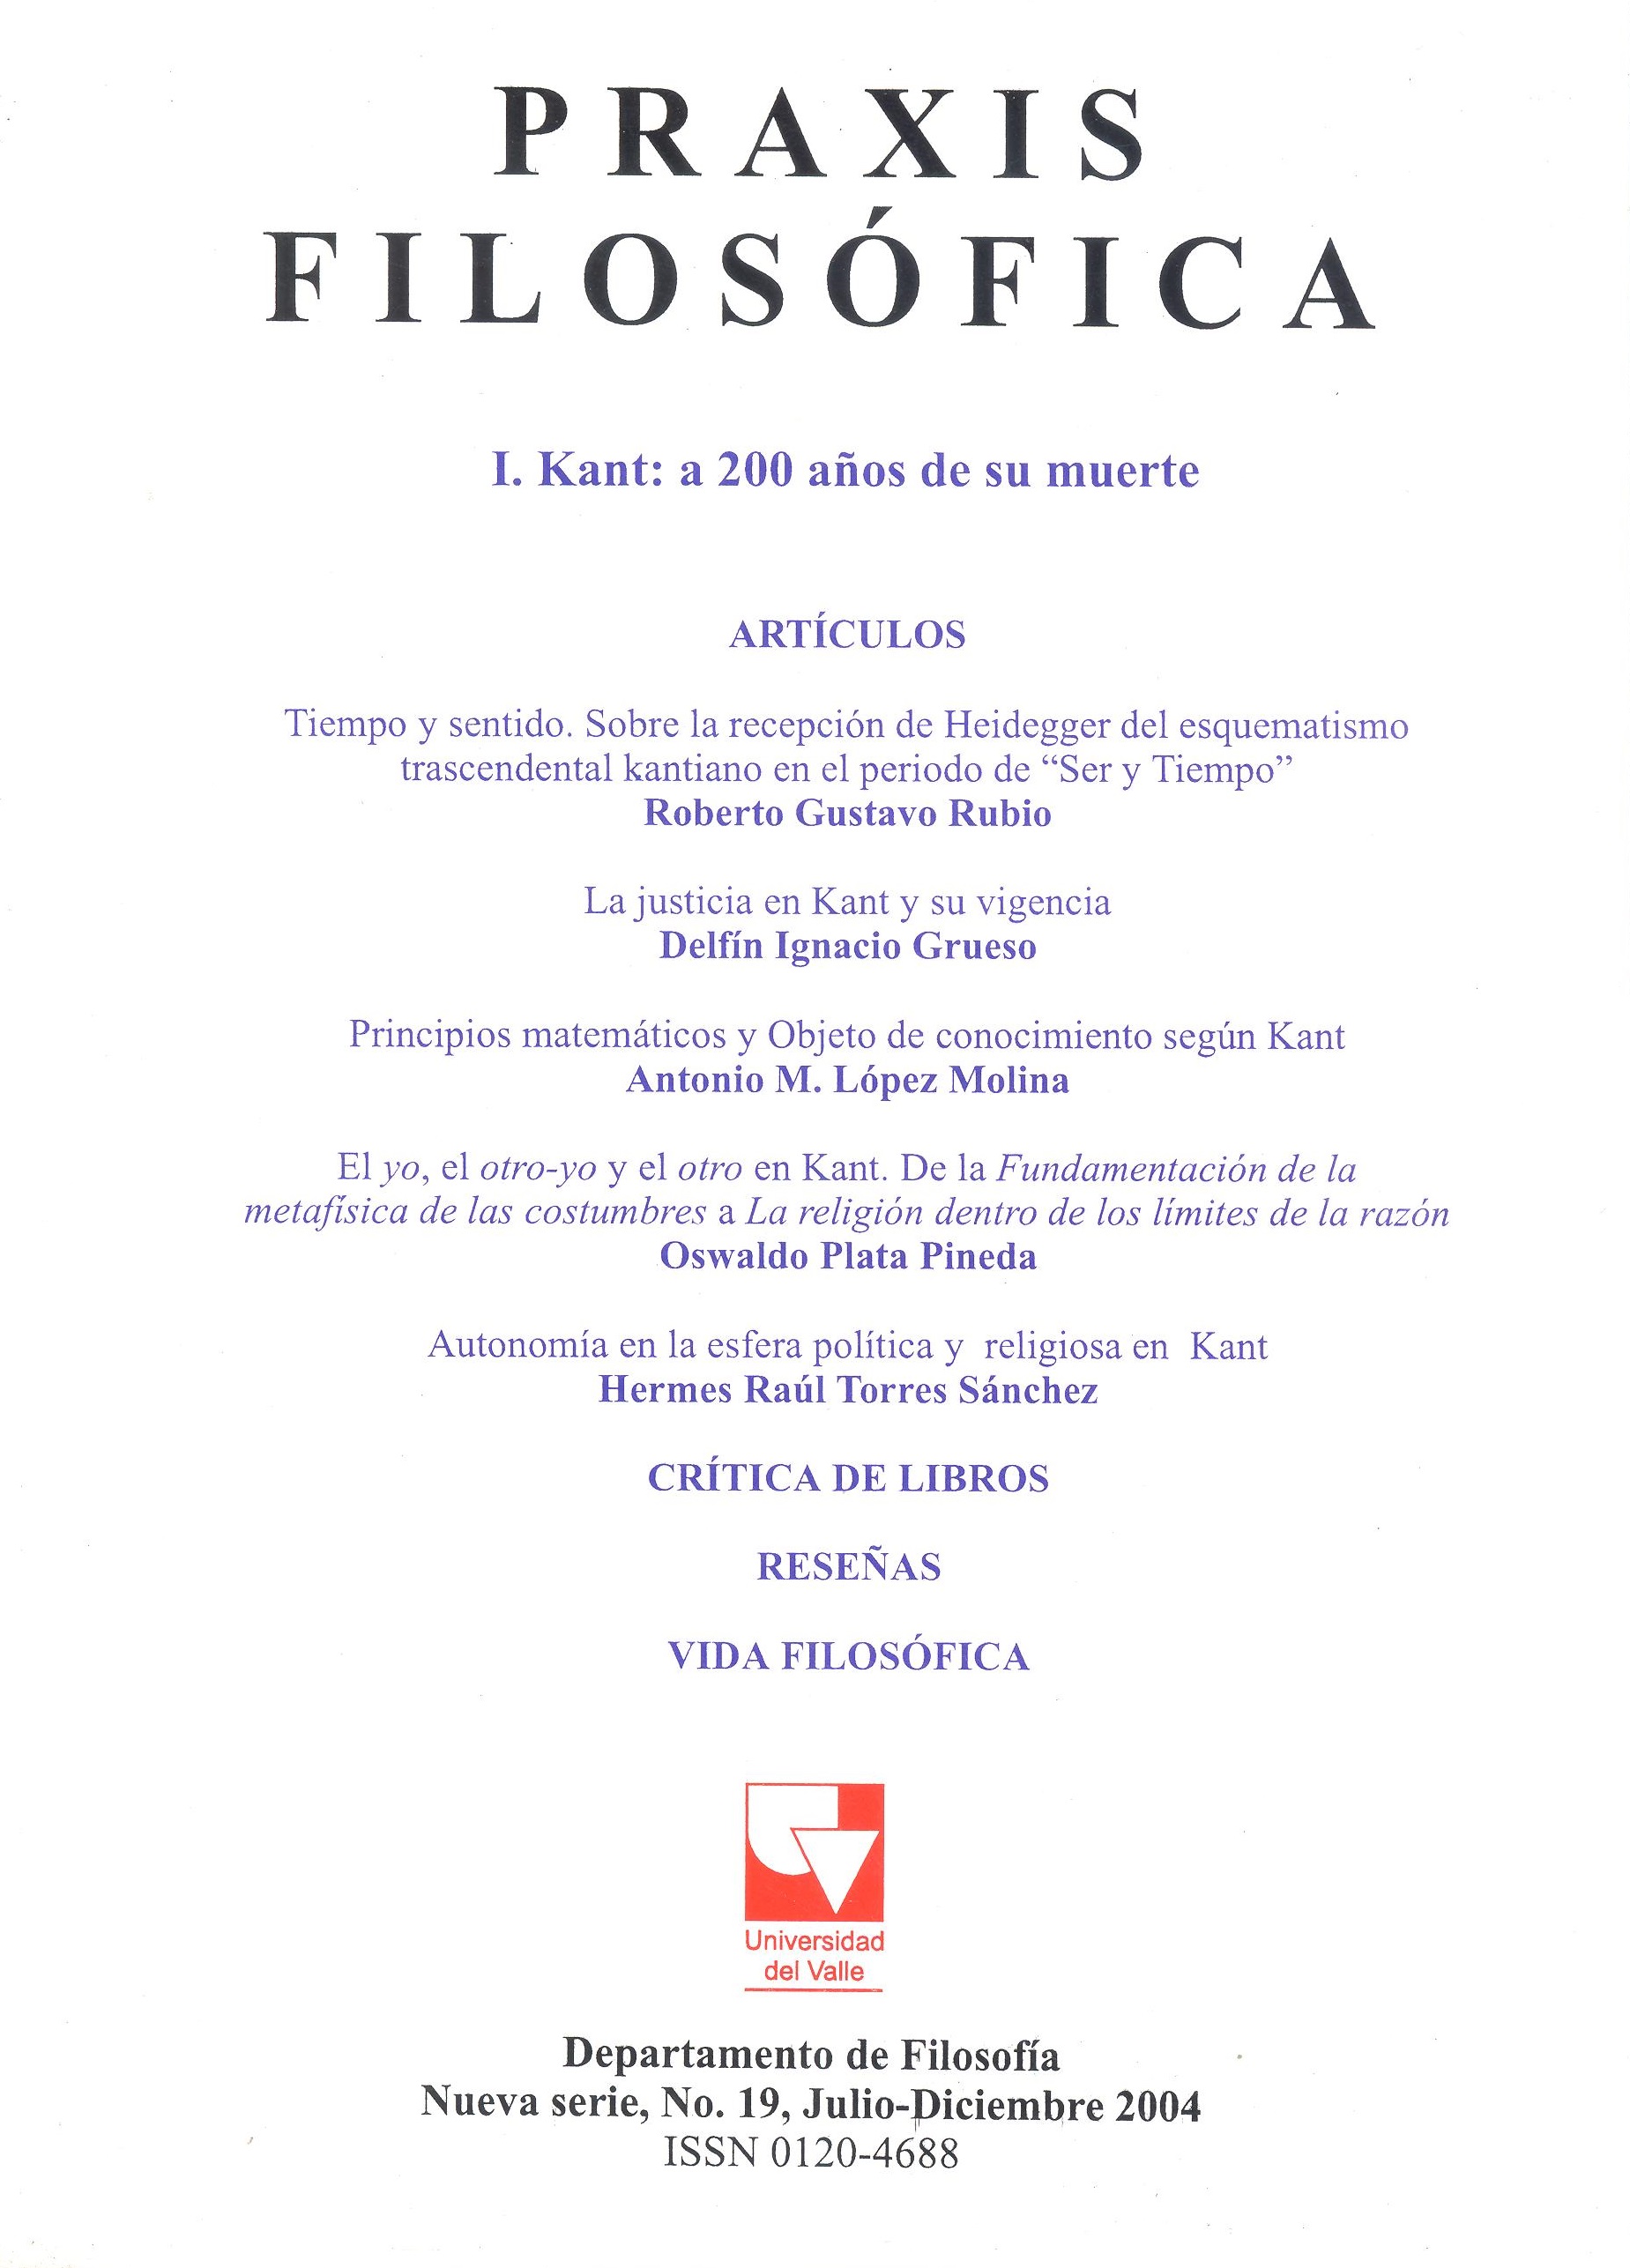 PRAXIS
FILOSÓFICA
I. Kant: a 200 años de su muerte
ARTÍCULOS
Tiempo y sentido. Sobre la recepción de Heidegger del esquematismo
trascendental kantiano en el periodo de “Ser y Tiempo”
Roberto Gustavo Rubio
La justicia en Kant y su vigencia
Delfín Ignacio Grueso
Principios matemáticos y Objeto de conocimiento según Kant
Antonio M. López Molina
El yo, el otro-yo y el otro en Kant. De la Fundamentación de la
metafísica de las costumbres a La religión dentro de los límites de la razón
Oswaldo Plata Pineda
Autonomía en la esfera política y religiosa en Kant
Hermes Raúl Torres Sánchez
CRÍTICA DE LIBROS
RESEÑAS
VIDA FILOSÓFICA
Universidad
del Valle
Departamento de Filosofía
Nueva serie, No. 19, Julio-Diciembre 2004
ISSN 0120-4688